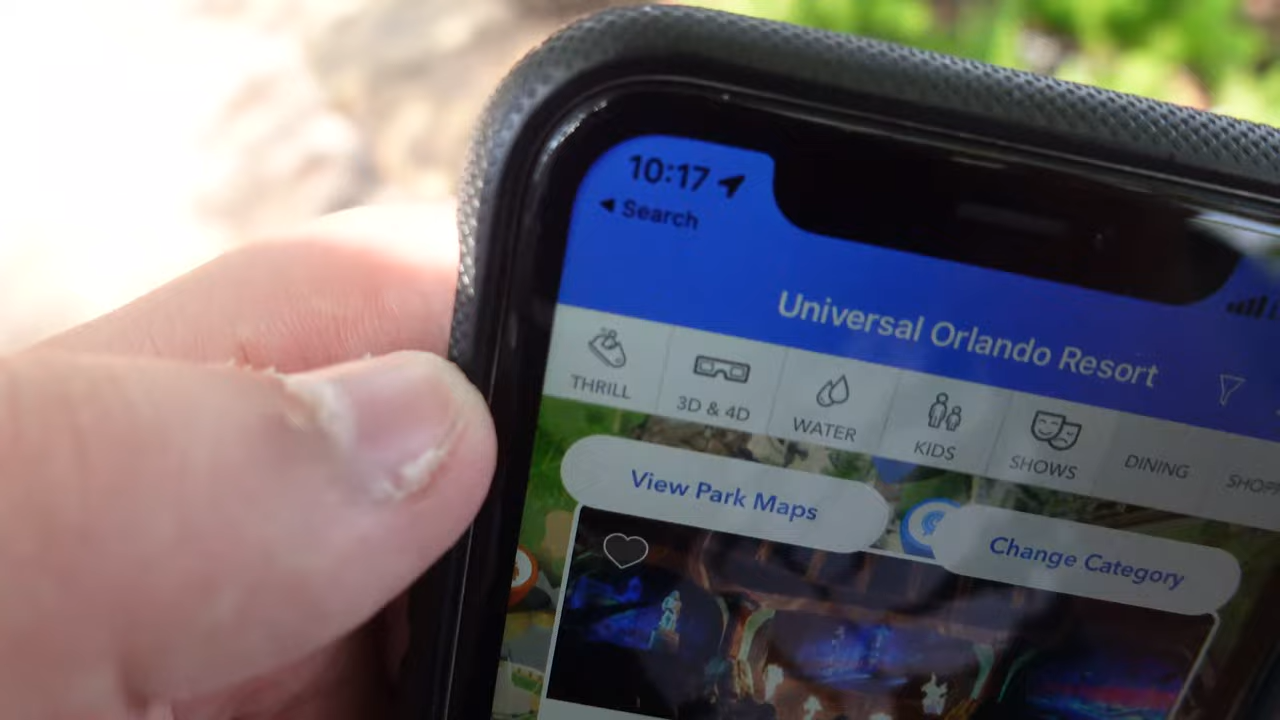 10:17
Search
Universal Orlando Resort
THRILL
3D & 4D
WATER
KIDS
SHOWS
DINING
View Park Maps
Change Category